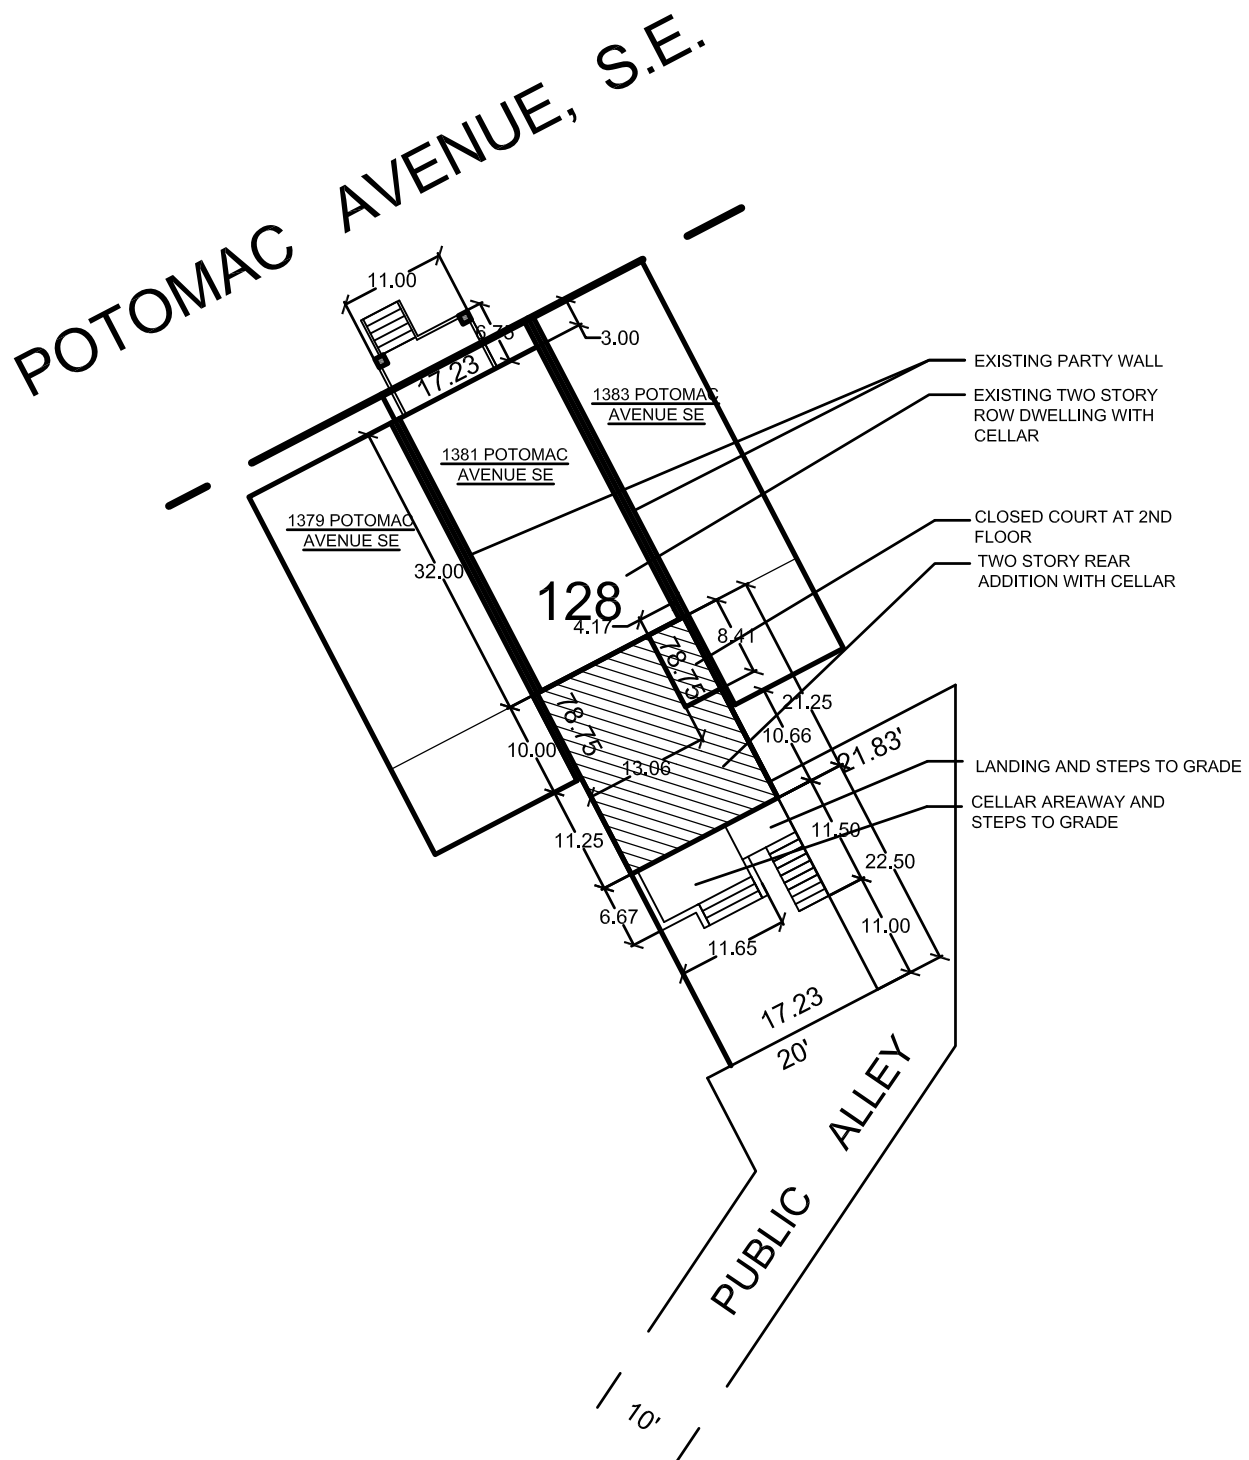 POTOMAC AVENUE, S.E.
11.00
6.73
3.00
17.23
EXISTING PARTY WALL
1383 POTOMAC
AVENUE SE
EXISTING TWO STORY
ROW DWELLING WITH
CELLAR
1381 POTOMAC
AVENUE SE
1379 POTOMAC
AVENUE SE
CLOSED COURT AT 2ND
FLOOR
TWO STORY REAR
ADDITION WITH CELLAR
32.00
128
4.17
8.41
78.75
21.25
78.75
10.66
10.00
13.06
21.83'
LANDING AND STEPS TO GRADE
CELLAR AREAWAY AND
STEPS TO GRADE
11.25
11.50
22.50
6.67
11.00
11.65
17.23
20'
PUBLIC ALLEY
10'